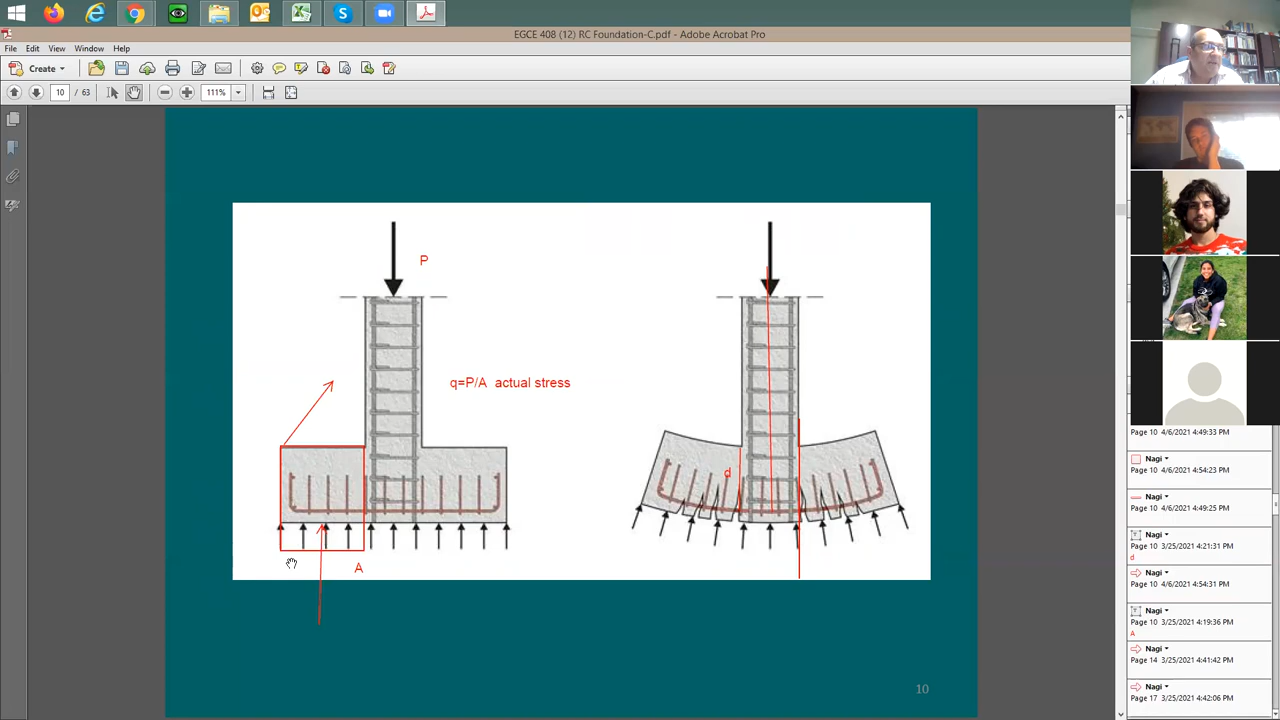 EGCE 408 (12) RC Foundation-C.pdf - Adobe Acrobat Pro
File Edit View Window Help
Create
10 / 63 111%
P
q=P/A actual stress
d
A
10
Page 10 4/6/2021 4:49:33 PM
Nagi
Page 10 4/6/2021 4:54:23 PM
Nagi
Page 10 4/6/2021 4:49:25 PM
Nagi
Page 10 4/6/2021 4:21:31 PM
d
Nagi
Page 10 4/6/2021 4:54:31 PM
Nagi
Page 10 3/25/2021 4:19:36 PM
A
Nagi
Page 14 3/25/2021 4:41:42 PM
Nagi
Page 17 3/25/2021 4:42:06 PM